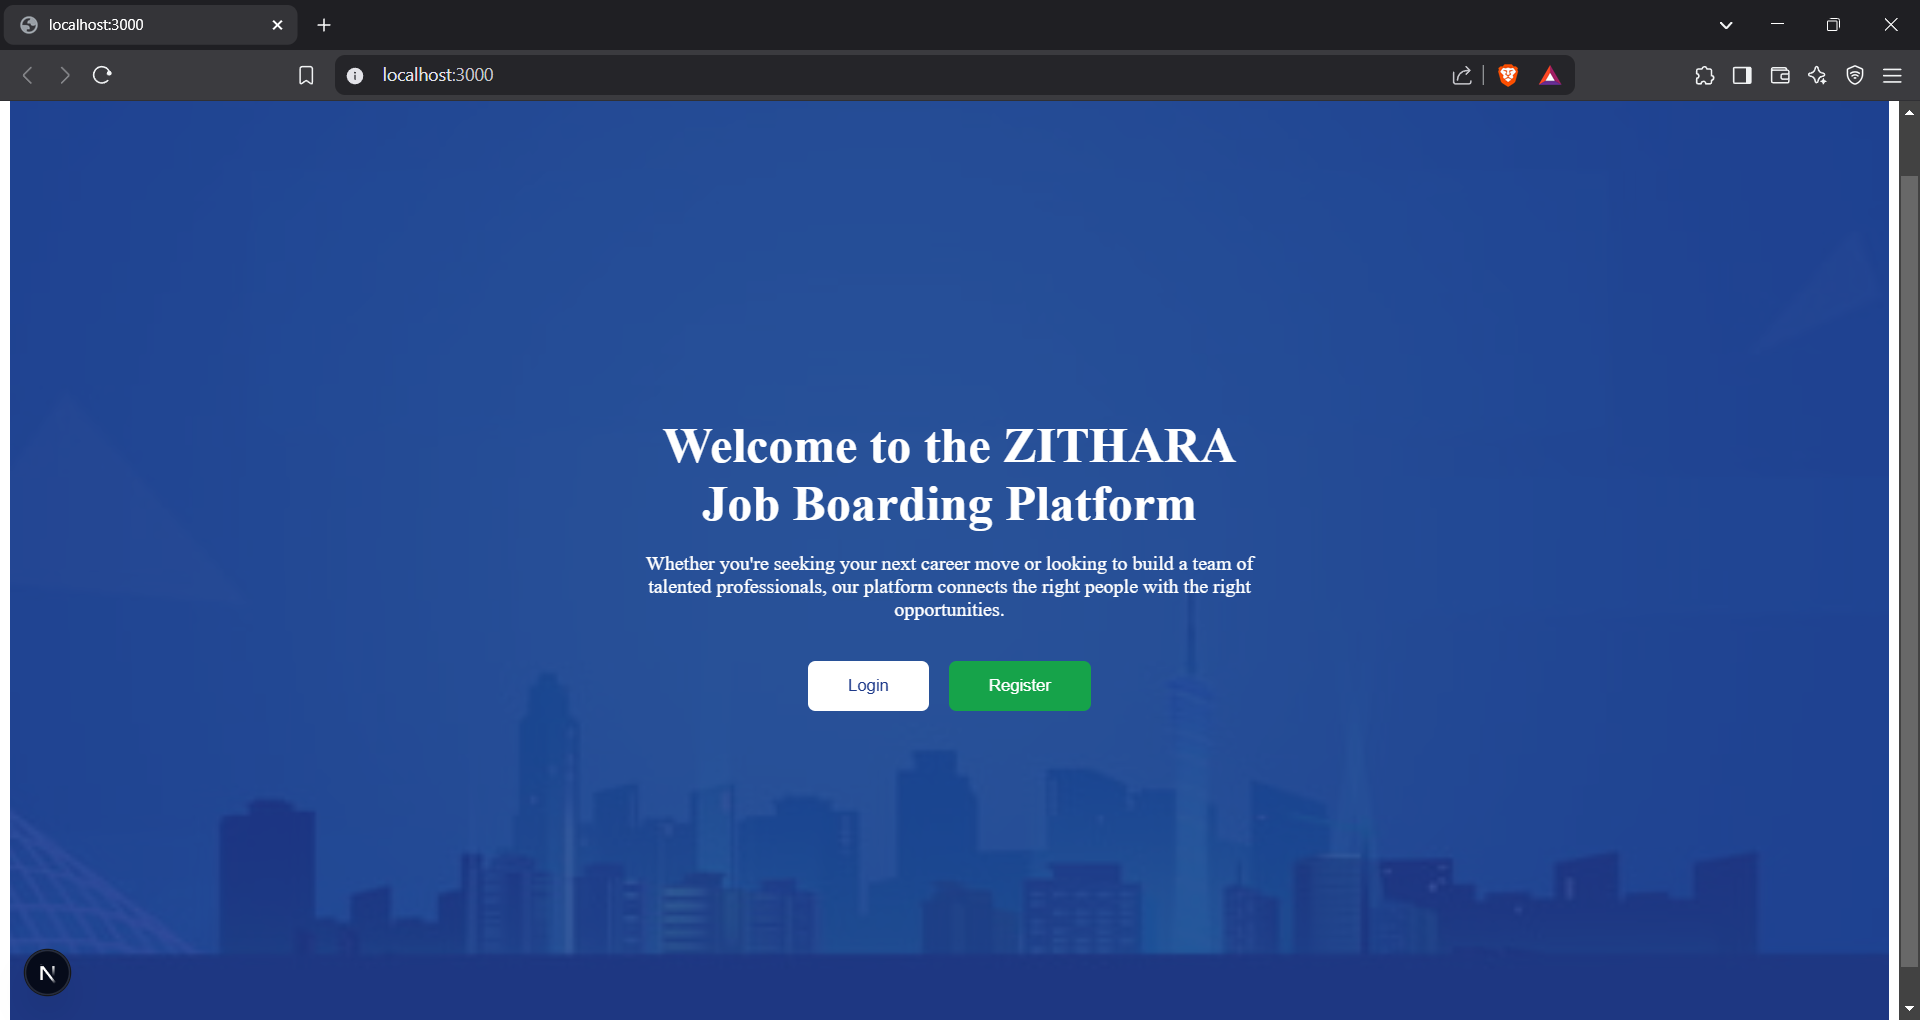 localhost:3000
localhost:3000
Welcome to the ZITHARA
Job Boarding Platform
Whether you're seeking your next career move or looking to build a team of
talented professionals, our platform connects the right people with the right
opportunities.
Login Register
N